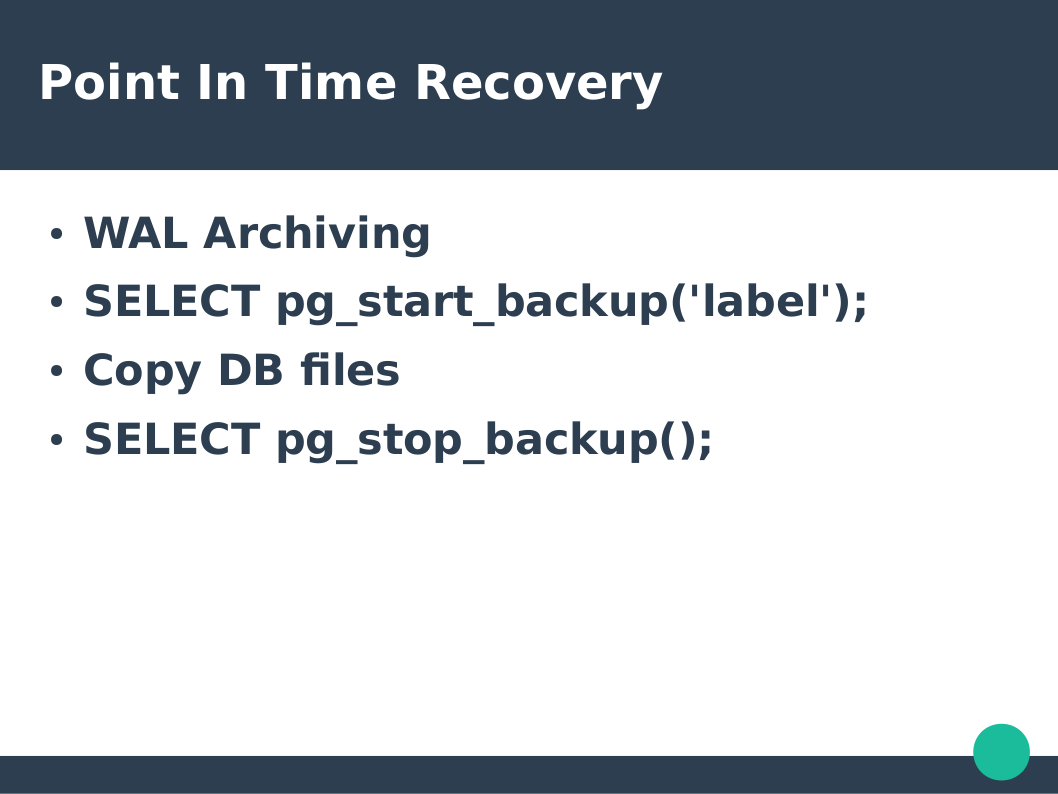 Point In Time Recovery
• WAL Archiving
• SELECT pg_start_backup('label');
• Copy DB files
• SELECT pg_stop_backup();